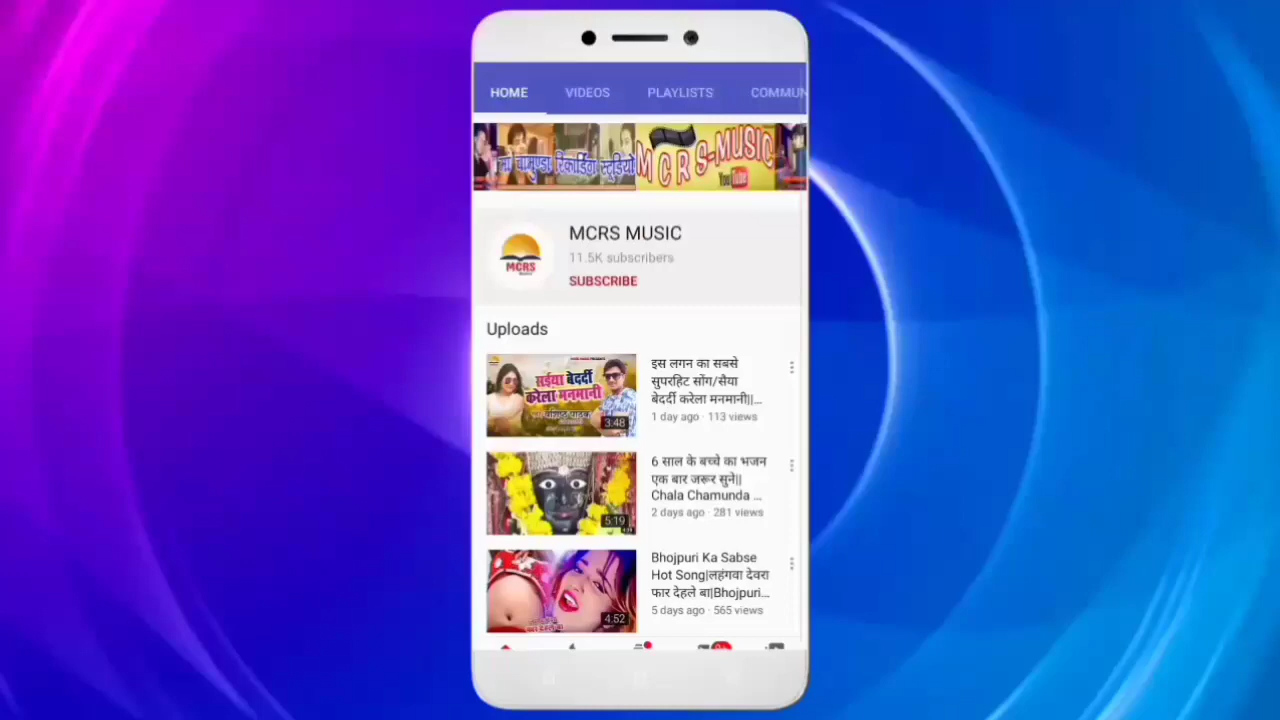 HOME VIDEOS PLAYLISTS COMMUN
मा चामुण्डा रिकार्डिंग स्टूडियो
MCRS-MUSIC
You Tube
MCRS MUSIC
11.5K subscribers
MCRS
SUBSCRIBE
Uploads
सईया बेदर्दी
करेला मनमानी
3:48
इस लगन का सबसे
सुपरहिट सोंग/सैया
बेदर्दी करेला मनमानी||...
1 day ago · 113 views
5:19
6 साल के बच्चे का भजन
एक बार जरूर सुने||
Chala Chamunda ...
2 days ago · 281 views
4:52
Bhojpuri Ka Sabse
Hot Song|लहंगवा देवरा
फार देहले बा|Bhojpuri...
5 days ago · 565 views